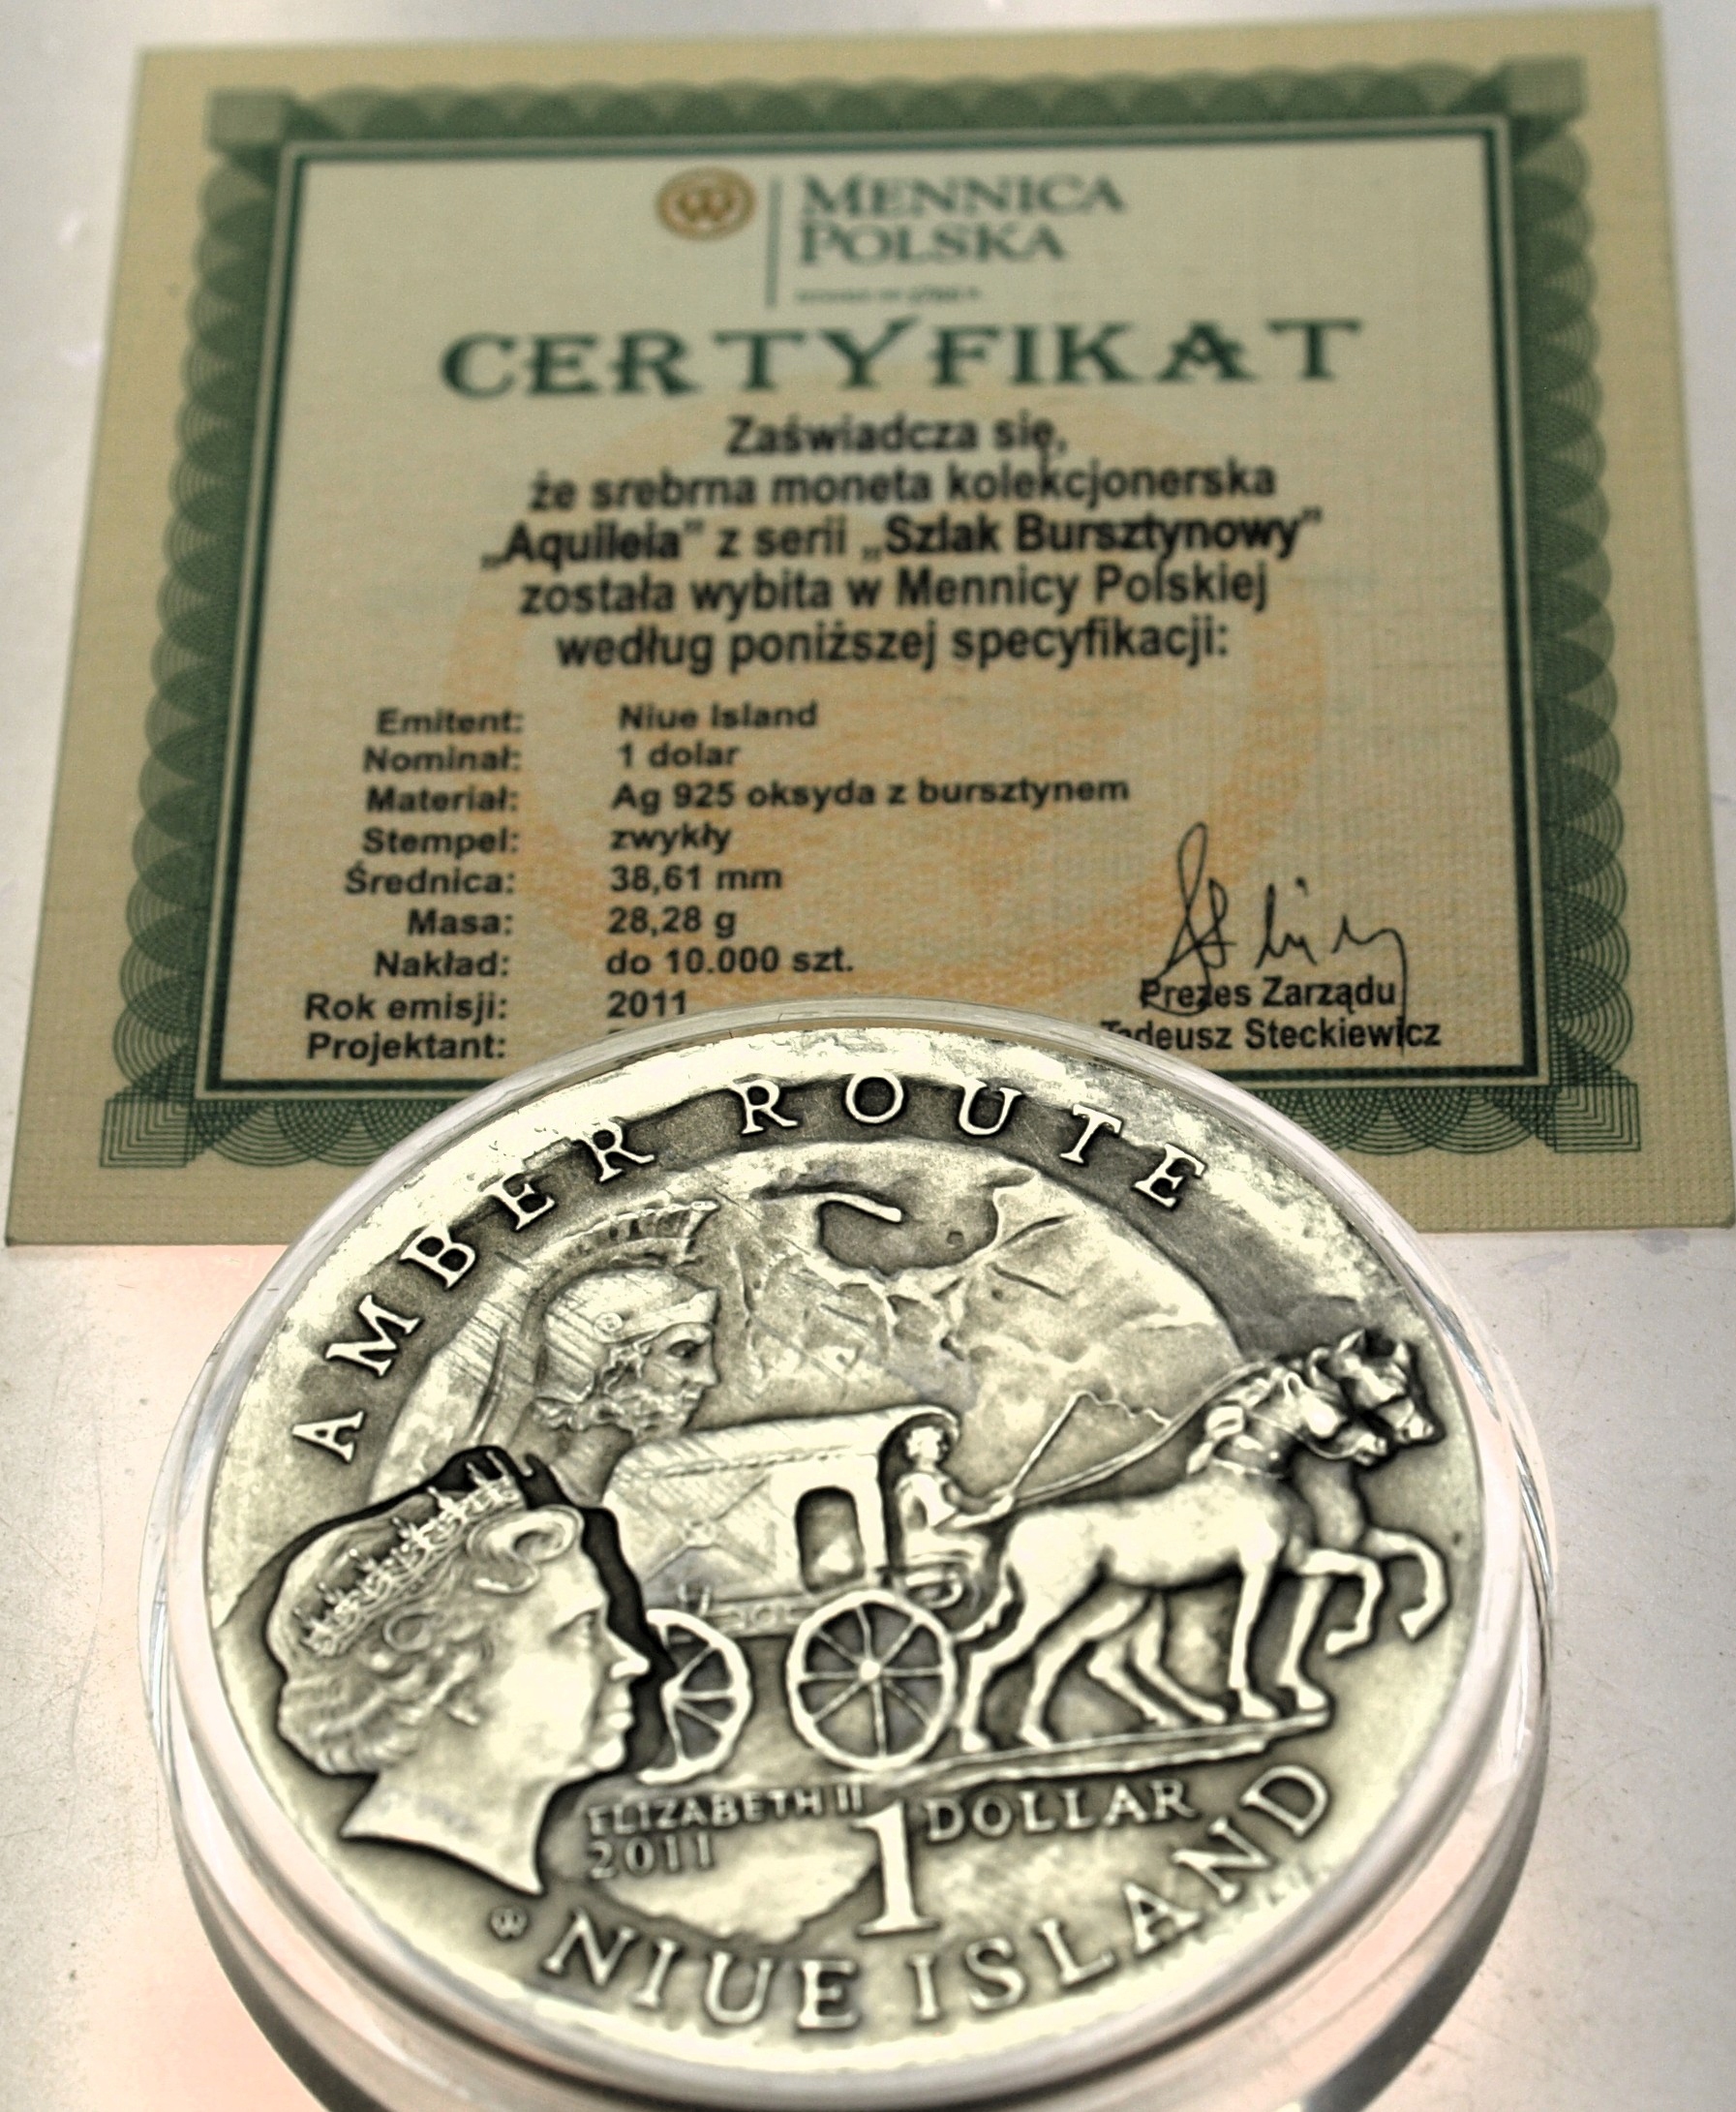 MENNICA
POLSKA
CERTYFIKAT
Zaświadcza się,
że srebrna moneta kolekcjonerska
„Aquileia” z serii „Szlak Bursztynowy”
została wybita w Mennicy Polskiej
według poniższej specyfikacji:
Emitent: Niue Island
Nominał: 1 dolar
Materiał: Ag 925 oksyda z bursztynem
Stempel: zwykły
Średnica: 38,61 mm
Masa: 28,28 g
Nakład: do 10.000 szt.
Rok emisji: 2011
Projektant:
Prezes Zarządu
Tadeusz Steckiewicz
AMBER ROUTE
ELIZABETH II
2011
1 DOLLAR
NIUE ISLAND